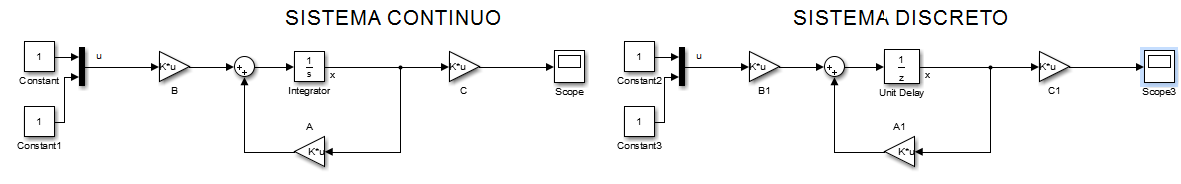 SISTEMA CONTINUO
1
Constant
1
Constant1
u
K*u
B
+
+
1
s
Integrator
x
K*u
C
Scope
A
K*u
SISTEMA DISCRETO
1
Constant2
1
Constant3
u
K*u
B1
+
+
1
z
Unit Delay
x
K*u
C1
Scope3
A1
K*u